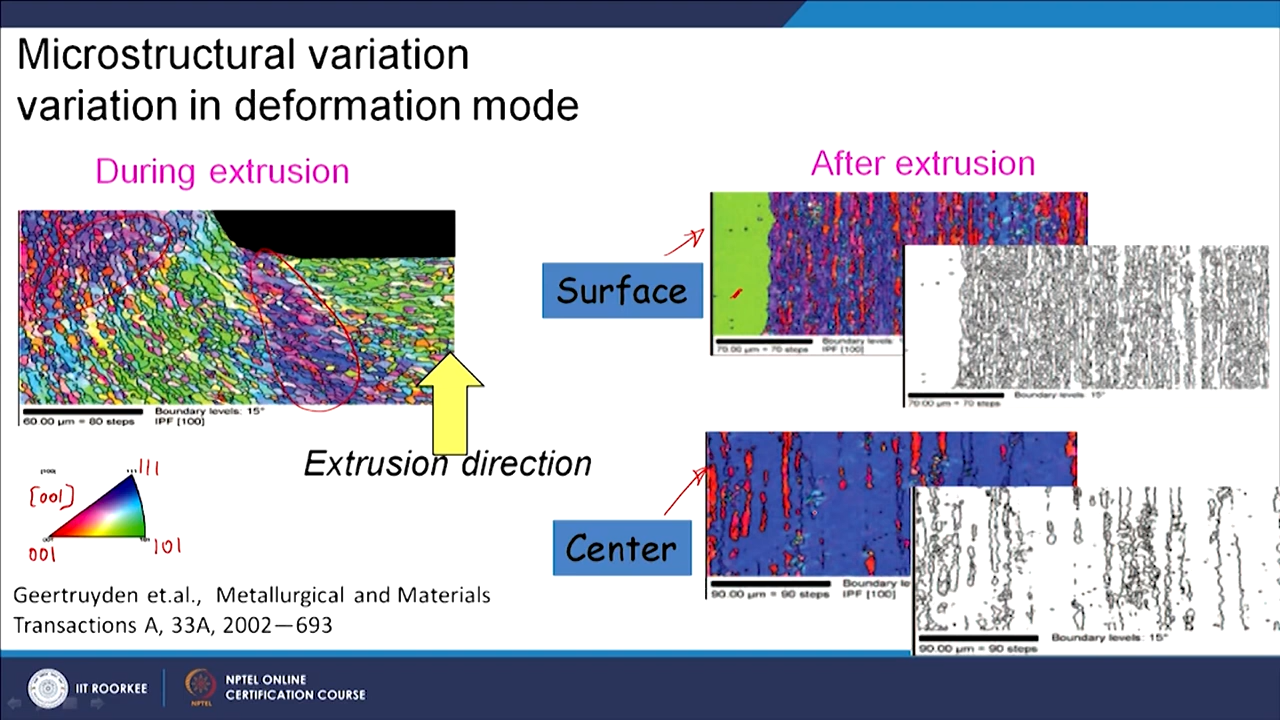 Microstructural variation
variation in deformation mode
During extrusion
After extrusion
Surface
70.00 µm = 70 steps
IPF [100]
70.00 µm = 70 steps
Boundary levels: 15°
60.00 µm = 80 steps
Boundary levels: 15°
IPF [100]
Extrusion direction
111
[001]
001
101
Center
90.00 µm = 90 steps
Boundary le
IPF [100]
90.00 µm = 90 steps
Boundary levels: 15°
Geertruyden et.al., Metallurgical and Materials
Transactions A, 33A, 2002—693
IIT ROORKEE
NPTEL
NPTEL ONLINE
CERTIFICATION COURSE